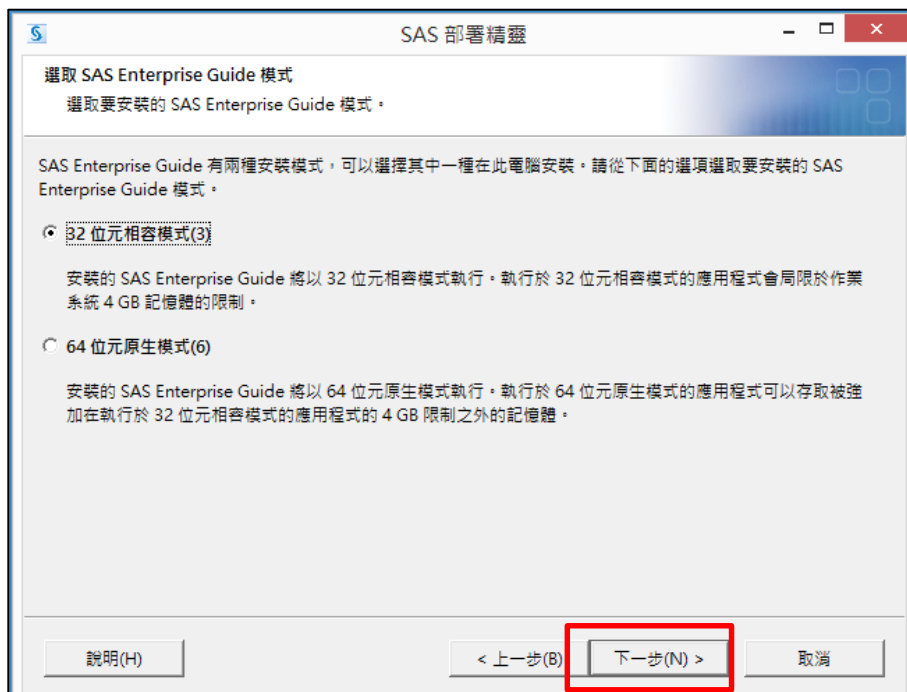 SAS 部署精靈
選取 SAS Enterprise Guide 模式
選取要安裝的 SAS Enterprise Guide 模式。
SAS Enterprise Guide 有兩種安裝模式，可以選擇其中一種在此電腦安裝。請從下面的選項選取要安裝的 SAS
Enterprise Guide 模式。
32 位元相容模式(3)
安裝的 SAS Enterprise Guide 將以 32 位元相容模式執行。執行於 32 位元相容模式的應用程式會局限於作業
系統 4 GB 記憶體的限制。
64 位元原生模式(6)
安裝的 SAS Enterprise Guide 將以 64 位元原生模式執行。執行於 64 位元原生模式的應用程式可以存取被強
加在執行於 32 位元相容模式的應用程式的 4 GB 限制之外的記憶體。
說明(H)
< 上一步(B)
下一步(N) >
取消